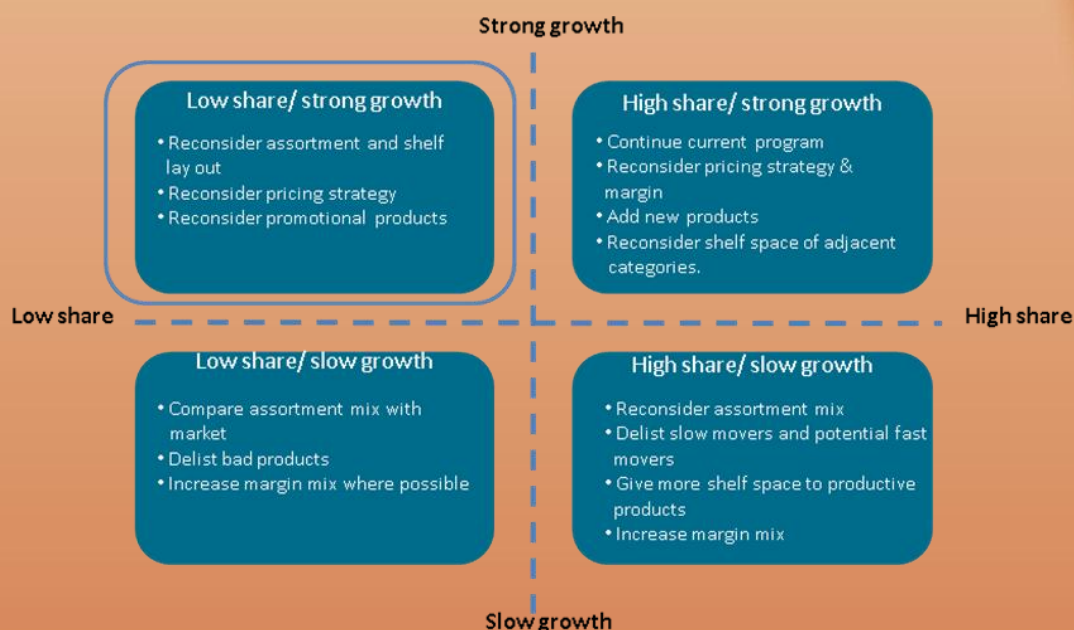 Strong growth
Low share/ strong growth
• Reconsider assortment and shelf
lay out
• Reconsider pricing strategy
• Reconsider promotional products
High share/ strong growth
• Continue current program
• Reconsider pricing strategy &
margin
• Add new products
• Reconsider shelf space of adjacent
categories.
Low share
High share
Low share/ slow growth
• Compare assortment mix with
market
• Delist bad products
• Increase margin mix where possible
High share/ slow growth
• Reconsider assortment mix
• Delist slow movers and potential fast
movers
• Give more shelf space to productive
products
• Increase margin mix
Slow growth